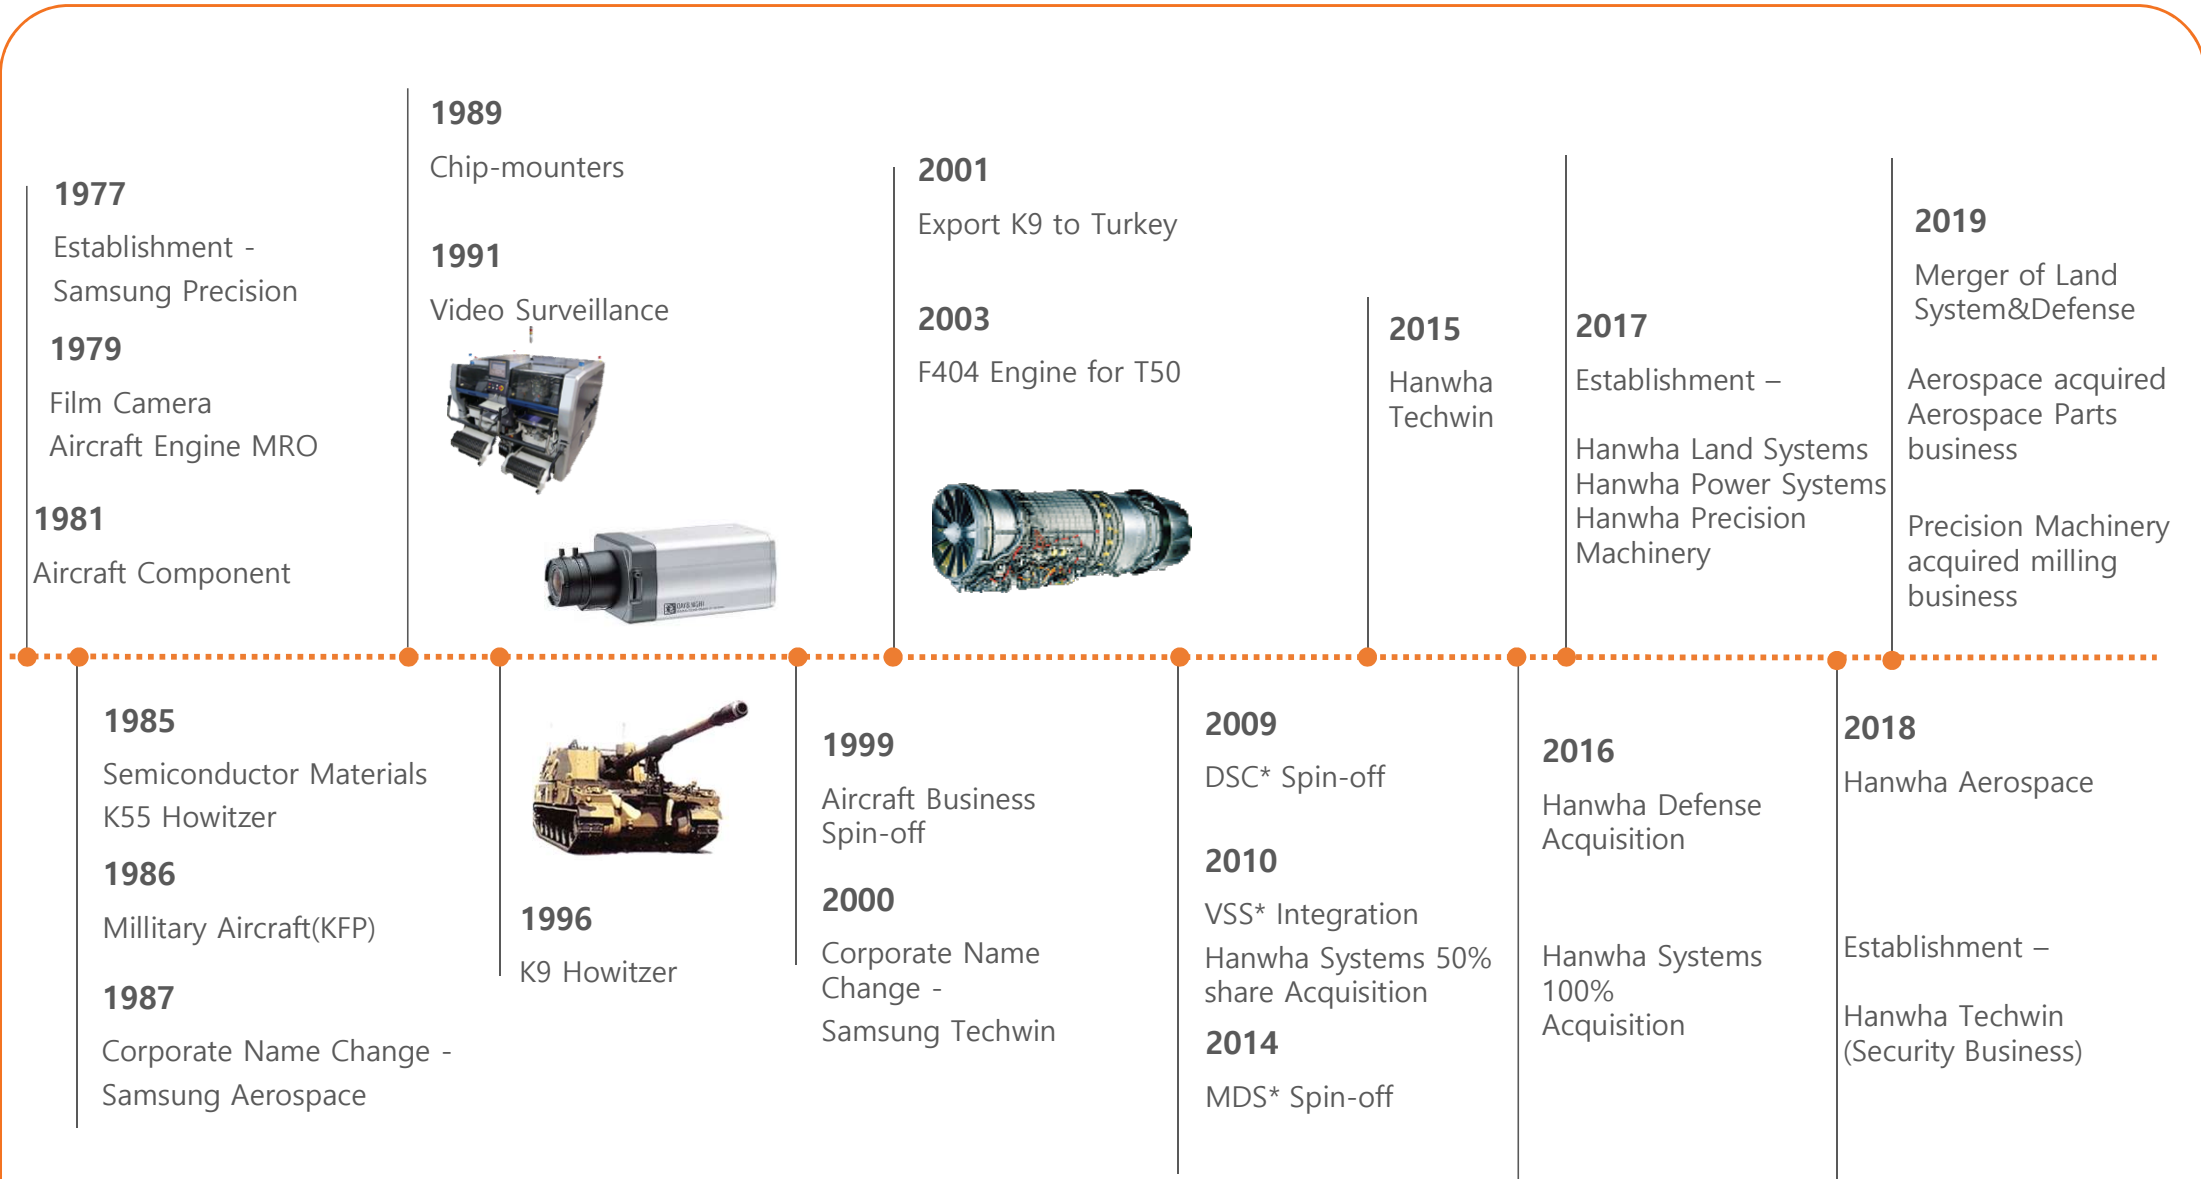 1977
Establishment -
Samsung Precision
1979
Film Camera
Aircraft Engine MRO
1981
Aircraft Component
1985
Semiconductor Materials
K55 Howitzer
1986
Millitary Aircraft(KFP)
1987
Corporate Name Change -
Samsung Aerospace
1989
Chip-mounters
1991
Video Surveillance
DAY& NIGHT
1996
K9 Howitzer
1999
Aircraft Business
Spin-off
2000
Corporate Name
Change -
Samsung Techwin
2001
Export K9 to Turkey
2003
F404 Engine for T50
2009
DSC* Spin-off
2010
VSS* Integration
Hanwha Systems 50%
share Acquisition
2014
MDS* Spin-off
2015
Hanwha
Techwin
2016
Hanwha Defense
Acquisition
Hanwha Systems
100%
Acquisition
2017
Establishment –
Hanwha Land Systems
Hanwha Power Systems
Hanwha Precision
Machinery
2018
Hanwha Aerospace
Establishment –
Hanwha Techwin
(Security Business)
2019
Merger of Land
System&Defense
Aerospace acquired
Aerospace Parts
business
Precision Machinery
acquired milling
business